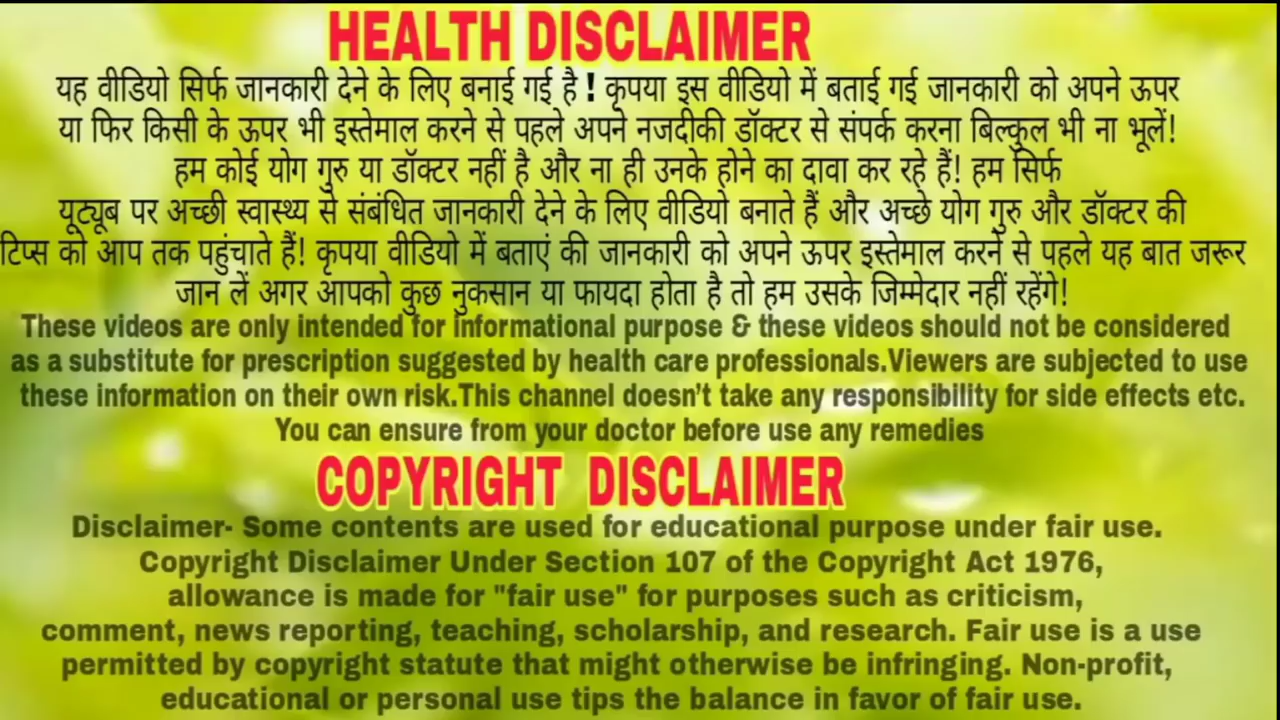 HEALTH DISCLAIMER
यह वीडियो सिर्फ जानकारी देने के लिए बनाई गई है ! कृपया इस वीडियो में बताई गई जानकारी को अपने ऊपर
या फिर किसी के ऊपर भी इस्तेमाल करने से पहले अपने नजदीकी डॉक्टर से संपर्क करना बिल्कुल भी ना भूलें!
हम कोई योग गुरु या डॉक्टर नहीं है और ना ही उनके होने का दावा कर रहे हैं! हम सिर्फ
यूट्यूब पर अच्छी स्वास्थ्य से संबंधित जानकारी देने के लिए वीडियो बनाते हैं और अच्छे योग गुरु और डॉक्टर की
टिप्स को आप तक पहुंचाते हैं! कृपया वीडियो में बताएं की जानकारी को अपने ऊपर इस्तेमाल करने से पहले यह बात जरूर
जान लें अगर आपको कुछ नुकसान या फायदा होता है तो हम उसके जिम्मेदार नहीं रहेंगे!
These videos are only intended for informational purpose & these videos should not be considered
as a substitute for prescription suggested by health care professionals.Viewers are subjected to use
these information on their own risk.This channel doesn’t take any responsibility for side effects etc.
You can ensure from your doctor before use any remedies
COPYRIGHT DISCLAIMER
Disclaimer- Some contents are used for educational purpose under fair use.
Copyright Disclaimer Under Section 107 of the Copyright Act 1976,
allowance is made for "fair use" for purposes such as criticism,
comment, news reporting, teaching, scholarship, and research. Fair use is a use
permitted by copyright statute that might otherwise be infringing. Non-profit,
educational or personal use tips the balance in favor of fair use.